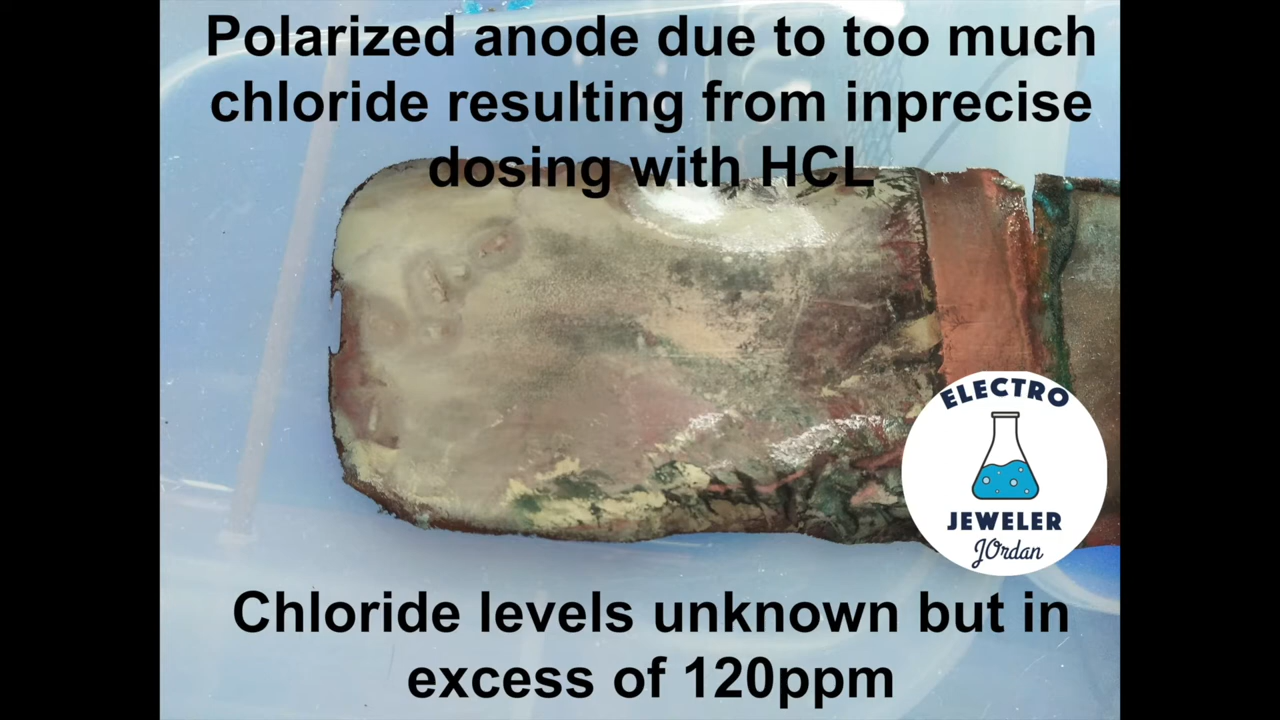 Polarized anode due to too much
chloride resulting from inprecise
dosing with HCL
ELECTRO
JEWELER
JOrdan
Chloride levels unknown but in
excess of 120ppm